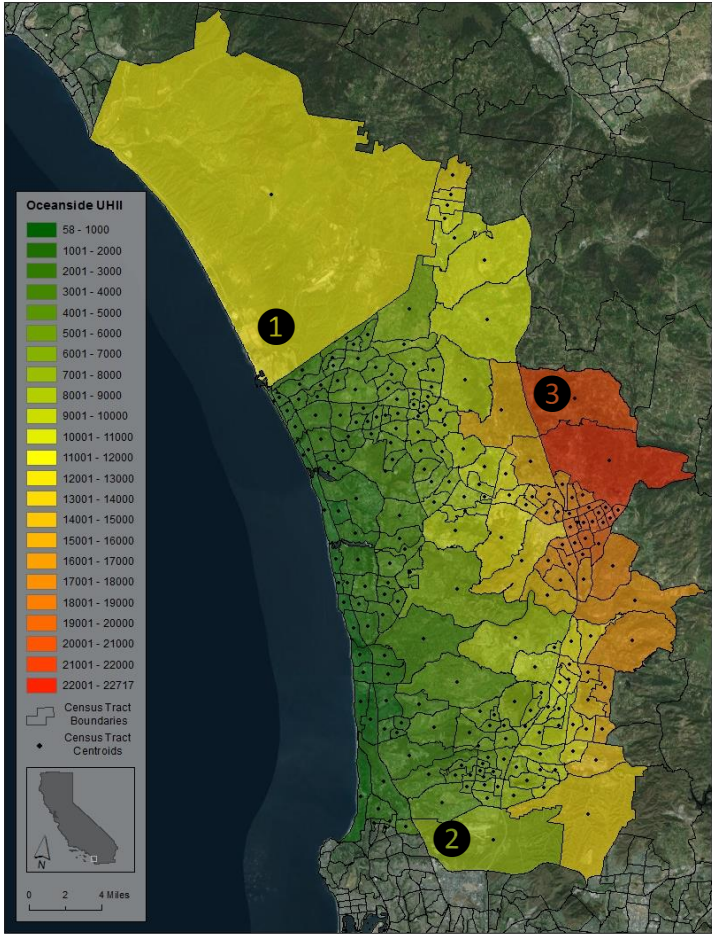 1
Oceanside UHII
58 - 1000
1001 - 2000
2001 - 3000
3001 - 4000
4001 - 5000
5001 - 6000
6001 - 7000
7001 - 8000
8001 - 9000
9001 - 10000
10001 - 11000
11001 - 12000
12001 - 13000
13001 - 14000
14001 - 15000
15001 - 16000
16001 - 17000
17001 - 18000
18001 - 19000
19001 - 20000
20001 - 21000
21001 - 22000
22001 - 22717
Census Tract
Boundaries
Census Tract
Centroids
N
0 2 4 Miles
3
2